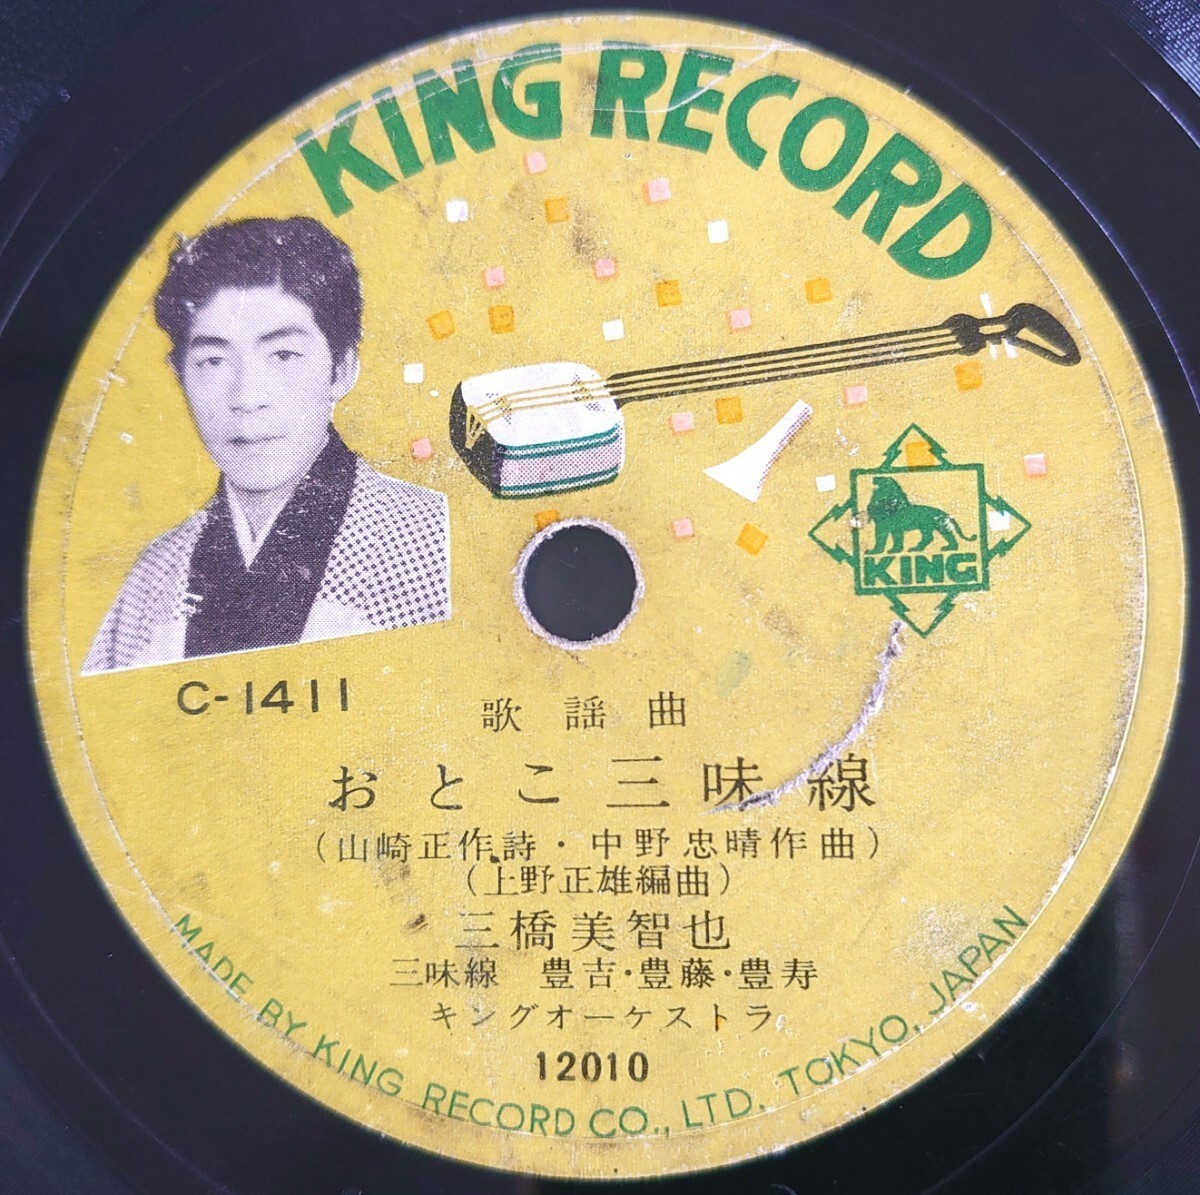 KING RECORD
KING
C-1411
歌謡曲
おとこ三味線
(山崎正作詩・中野忠晴作曲)
(上野正雄編曲)
三橋美智也
三味線 豊吉・豊藤・豊寿
キングオーケストラ
12010
MADE BY KING RECORD CO., LTD. TOKYO, JAPAN